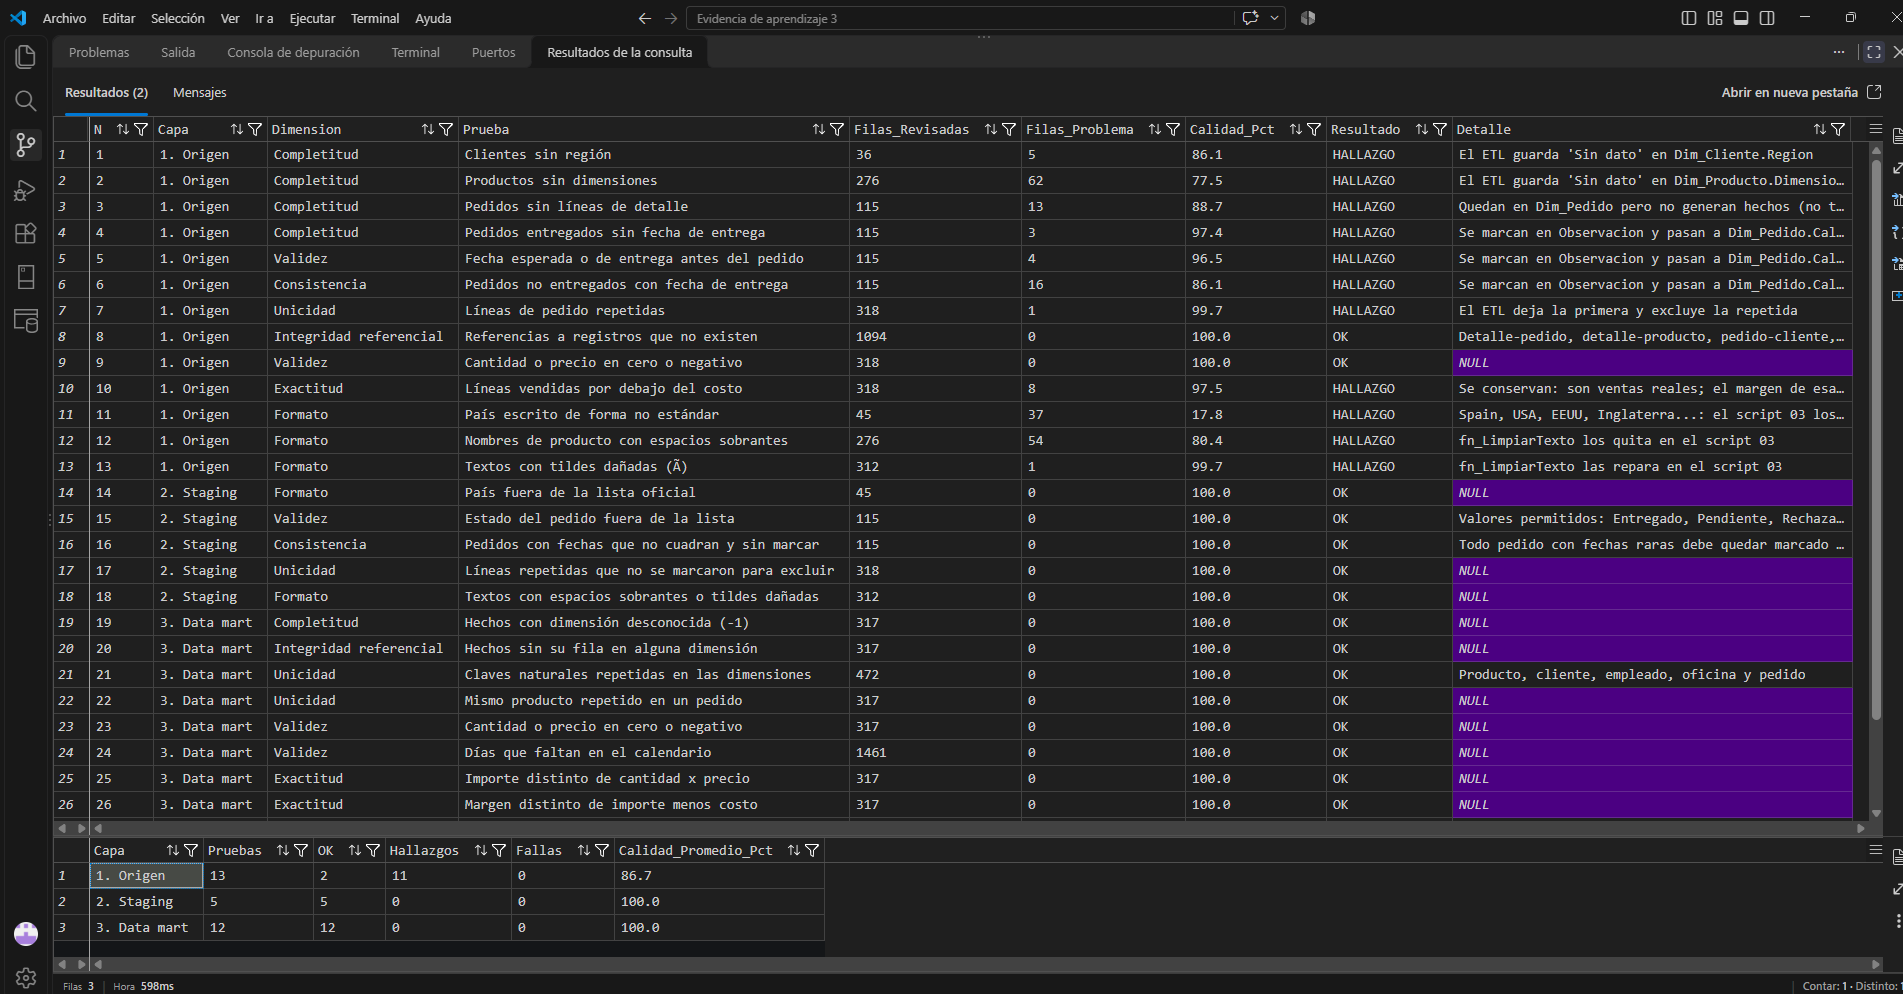 Archivo Editar Selección Ver Ir a Ejecutar Terminal Ayuda Evidencia de aprendizaje 3
Problemas Salida Consola de depuración Terminal Puertos Resultados de la consulta
Resultados (2) Mensajes Abrir en nueva pestaña
N Capa Dimension Prueba Filas_Revisadas Filas_Problema Calidad_Pct Resultado Detalle
1 1 1. Origen Completitud Clientes sin región 36 5 86.1 HALLAZGO El ETL guarda 'Sin dato' en Dim_Cliente.Region
2 2 1. Origen Completitud Productos sin dimensiones 276 62 77.5 HALLAZGO El ETL guarda 'Sin dato' en Dim_Producto.Dimensio…
3 3 1. Origen Completitud Pedidos sin líneas de detalle 115 13 88.7 HALLAZGO Quedan en Dim_Pedido pero no generan hechos (no t…
4 4 1. Origen Completitud Pedidos entregados sin fecha de entrega 115 3 97.4 HALLAZGO Se marcan en Observacion y pasan a Dim_Pedido.Cal…
5 5 1. Origen Validez Fecha esperada o de entrega antes del pedido 115 4 96.5 HALLAZGO Se marcan en Observacion y pasan a Dim_Pedido.Cal…
6 6 1. Origen Consistencia Pedidos no entregados con fecha de entrega 115 16 86.1 HALLAZGO Se marcan en Observacion y pasan a Dim_Pedido.Cal…
7 7 1. Origen Unicidad Líneas de pedido repetidas 318 1 99.7 HALLAZGO El ETL deja la primera y excluye la repetida
8 8 1. Origen Integridad referencial Referencias a registros que no existen 1094 0 100.0 OK Detalle-pedido, detalle-producto, pedido-cliente,…
9 9 1. Origen Validez Cantidad o precio en cero o negativo 318 0 100.0 OK NULL
10 10 1. Origen Exactitud Líneas vendidas por debajo del costo 318 8 97.5 HALLAZGO Se conservan: son ventas reales; el margen de esa…
11 11 1. Origen Formato País escrito de forma no estándar 45 37 17.8 HALLAZGO Spain, USA, EEUU, Inglaterra...: el script 03 los…
12 12 1. Origen Formato Nombres de producto con espacios sobrantes 276 54 80.4 HALLAZGO fn_LimpiarTexto los quita en el script 03
13 13 1. Origen Formato Textos con tildes dañadas (Ã) 312 1 99.7 HALLAZGO fn_LimpiarTexto las repara en el script 03
14 14 2. Staging Formato País fuera de la lista oficial 45 0 100.0 OK NULL
15 15 2. Staging Validez Estado del pedido fuera de la lista 115 0 100.0 OK Valores permitidos: Entregado, Pendiente, Rechaza…
16 16 2. Staging Consistencia Pedidos con fechas que no cuadran y sin marcar 115 0 100.0 OK Todo pedido con fechas raras debe quedar marcado …
17 17 2. Staging Unicidad Líneas repetidas que no se marcaron para excluir 318 0 100.0 OK NULL
18 18 2. Staging Formato Textos con espacios sobrantes o tildes dañadas 312 0 100.0 OK NULL
19 19 3. Data mart Completitud Hechos con dimensión desconocida (-1) 317 0 100.0 OK NULL
20 20 3. Data mart Integridad referencial Hechos sin su fila en alguna dimensión 317 0 100.0 OK NULL
21 21 3. Data mart Unicidad Claves naturales repetidas en las dimensiones 472 0 100.0 OK Producto, cliente, empleado, oficina y pedido
22 22 3. Data mart Unicidad Mismo producto repetido en un pedido 317 0 100.0 OK NULL
23 23 3. Data mart Validez Cantidad o precio en cero o negativo 317 0 100.0 OK NULL
24 24 3. Data mart Validez Días que faltan en el calendario 1461 0 100.0 OK NULL
25 25 3. Data mart Exactitud Importe distinto de cantidad x precio 317 0 100.0 OK NULL
26 26 3. Data mart Exactitud Margen distinto de importe menos costo 317 0 100.0 OK NULL
Capa Pruebas OK Hallazgos Fallas Calidad_Promedio_Pct
1 1. Origen 13 2 11 0 86.7
2 2. Staging 5 5 0 0 100.0
3 3. Data mart 12 12 0 0 100.0
Filas 3 Hora 598ms Contar: 1 · Distinto: